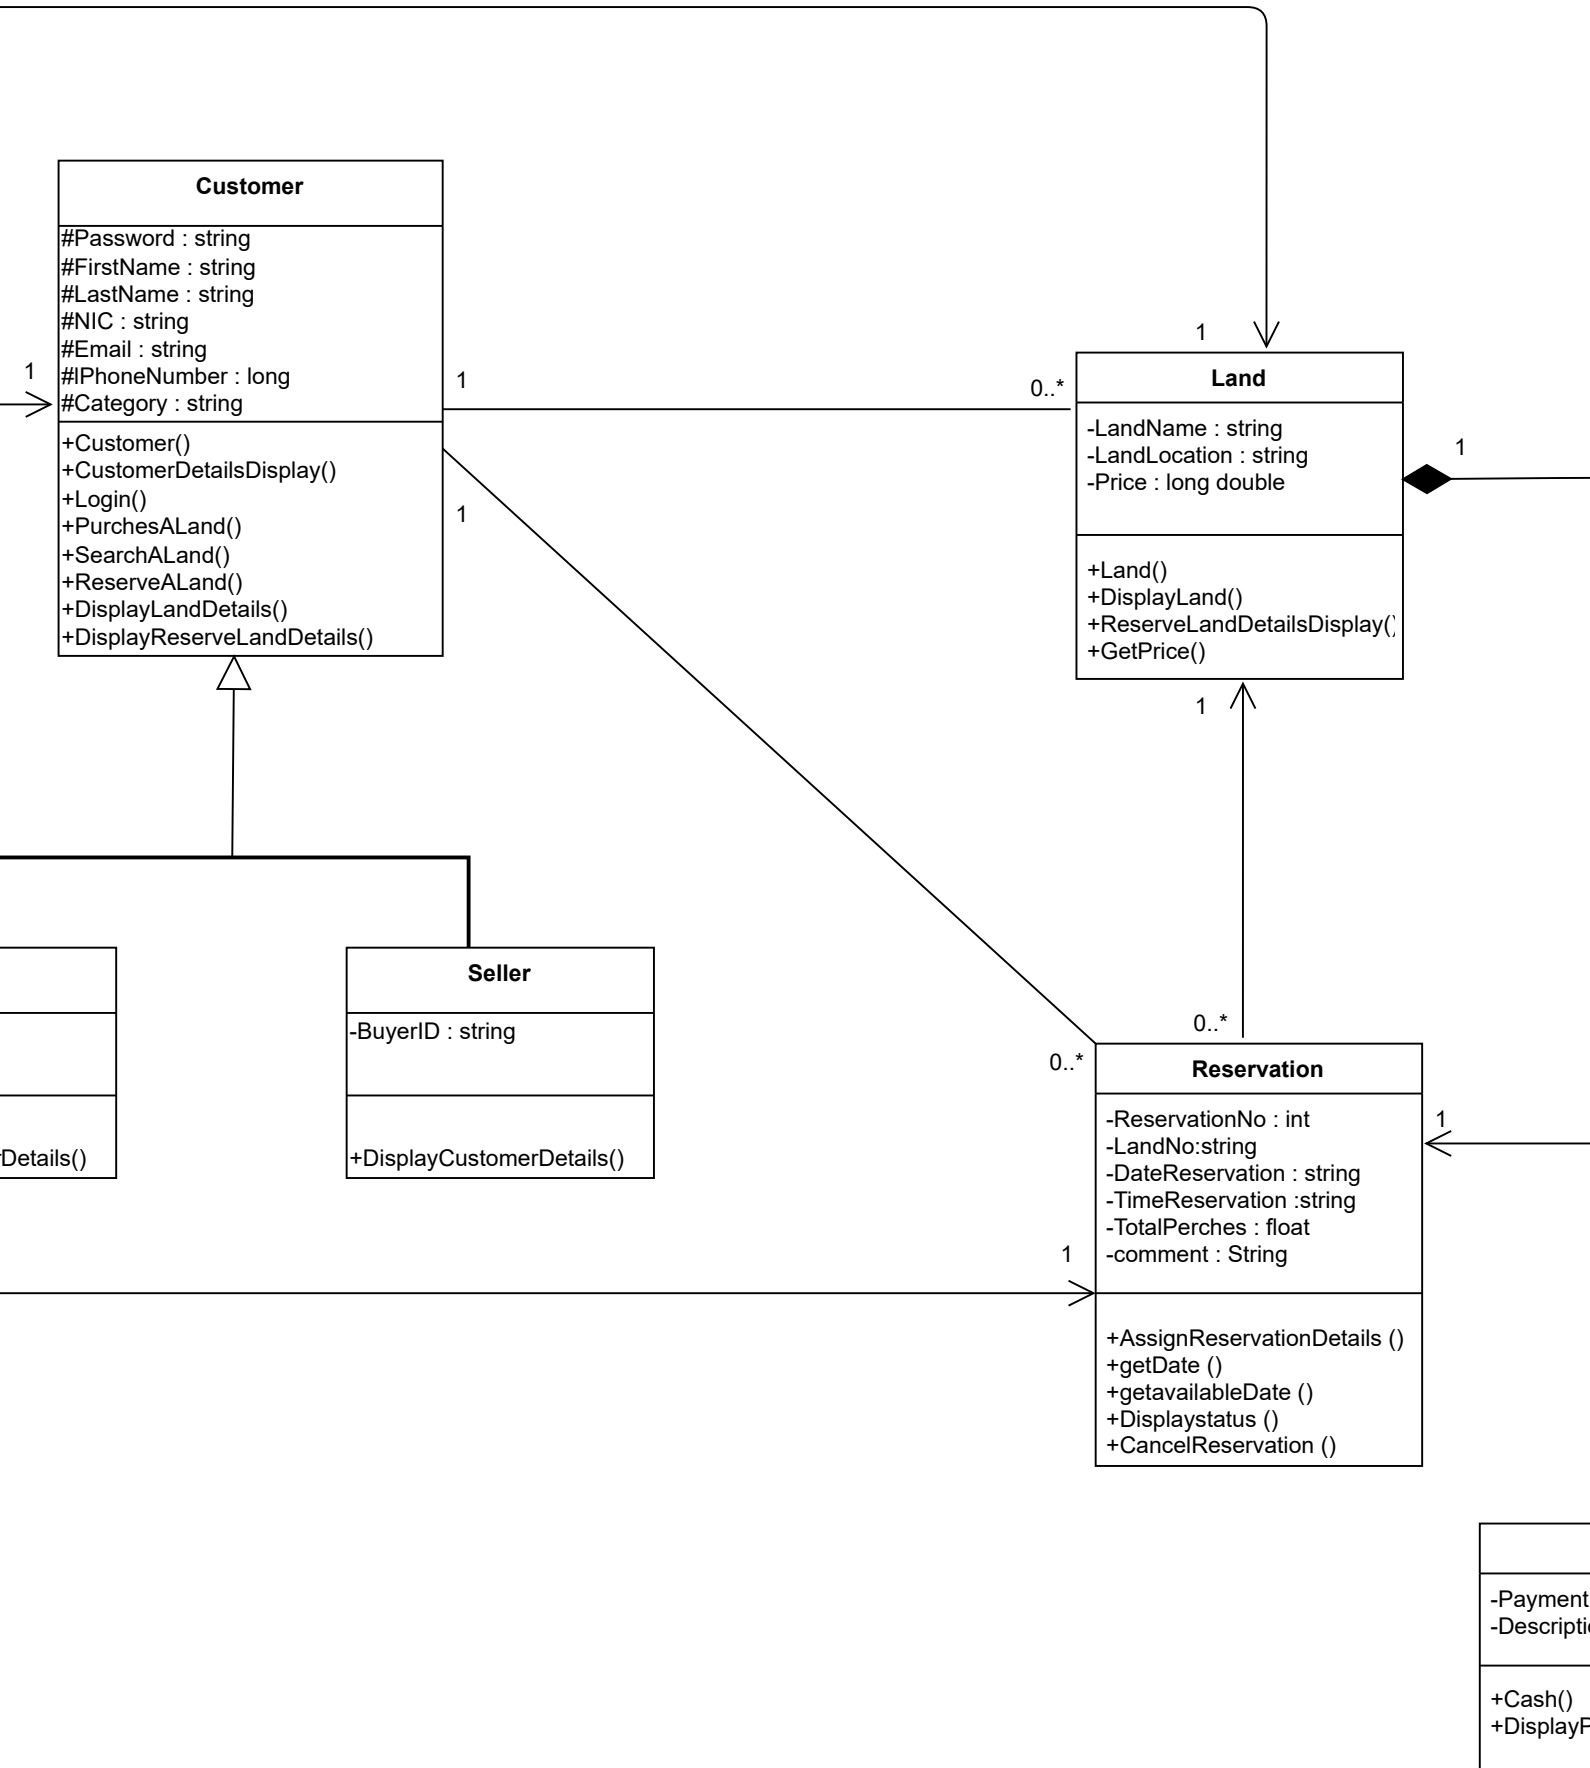 Customer
#Password : string
#FirstName : string
#LastName : string
#NIC : string
#Email : string
#lPhoneNumber : long
#Category : string
+Customer()
+CustomerDetailsDisplay()
+Login()
+PurchesALand()
+SearchALand()
+ReserveALand()
+DisplayLandDetails()
+DisplayReserveLandDetails()
1
1
1
0..*
1
Land
-LandName : string
-LandLocation : string
-Price : long double
+Land()
+DisplayLand()
+ReserveLandDetailsDisplay()
+GetPrice()
1
1
0..*
0..*
Details()
Seller
-BuyerID : string
+DisplayCustomerDetails()
Reservation
-ReservationNo : int
-LandNo:string
-DateReservation : string
-TimeReservation :string
-TotalPerches : float
-comment : String
+AssignReservationDetails ()
+getDate ()
+getavailableDate ()
+Displaystatus ()
+CancelReservation ()
1
1
-Payment
-Descripti
+Cash()
+DisplayP